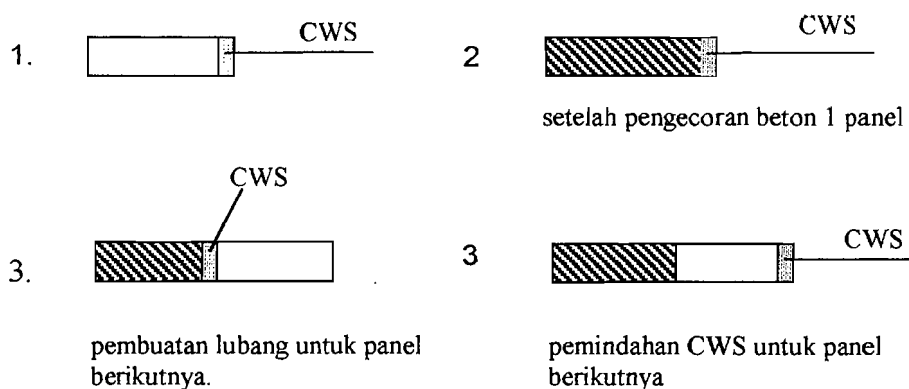 1.
CWS
2
CWS
setelah pengecoran beton 1 panel
3.
CWS
pembuatan lubang untuk panel
berikutnya.
3
CWS
pemindahan CWS untuk panel
berikutnya